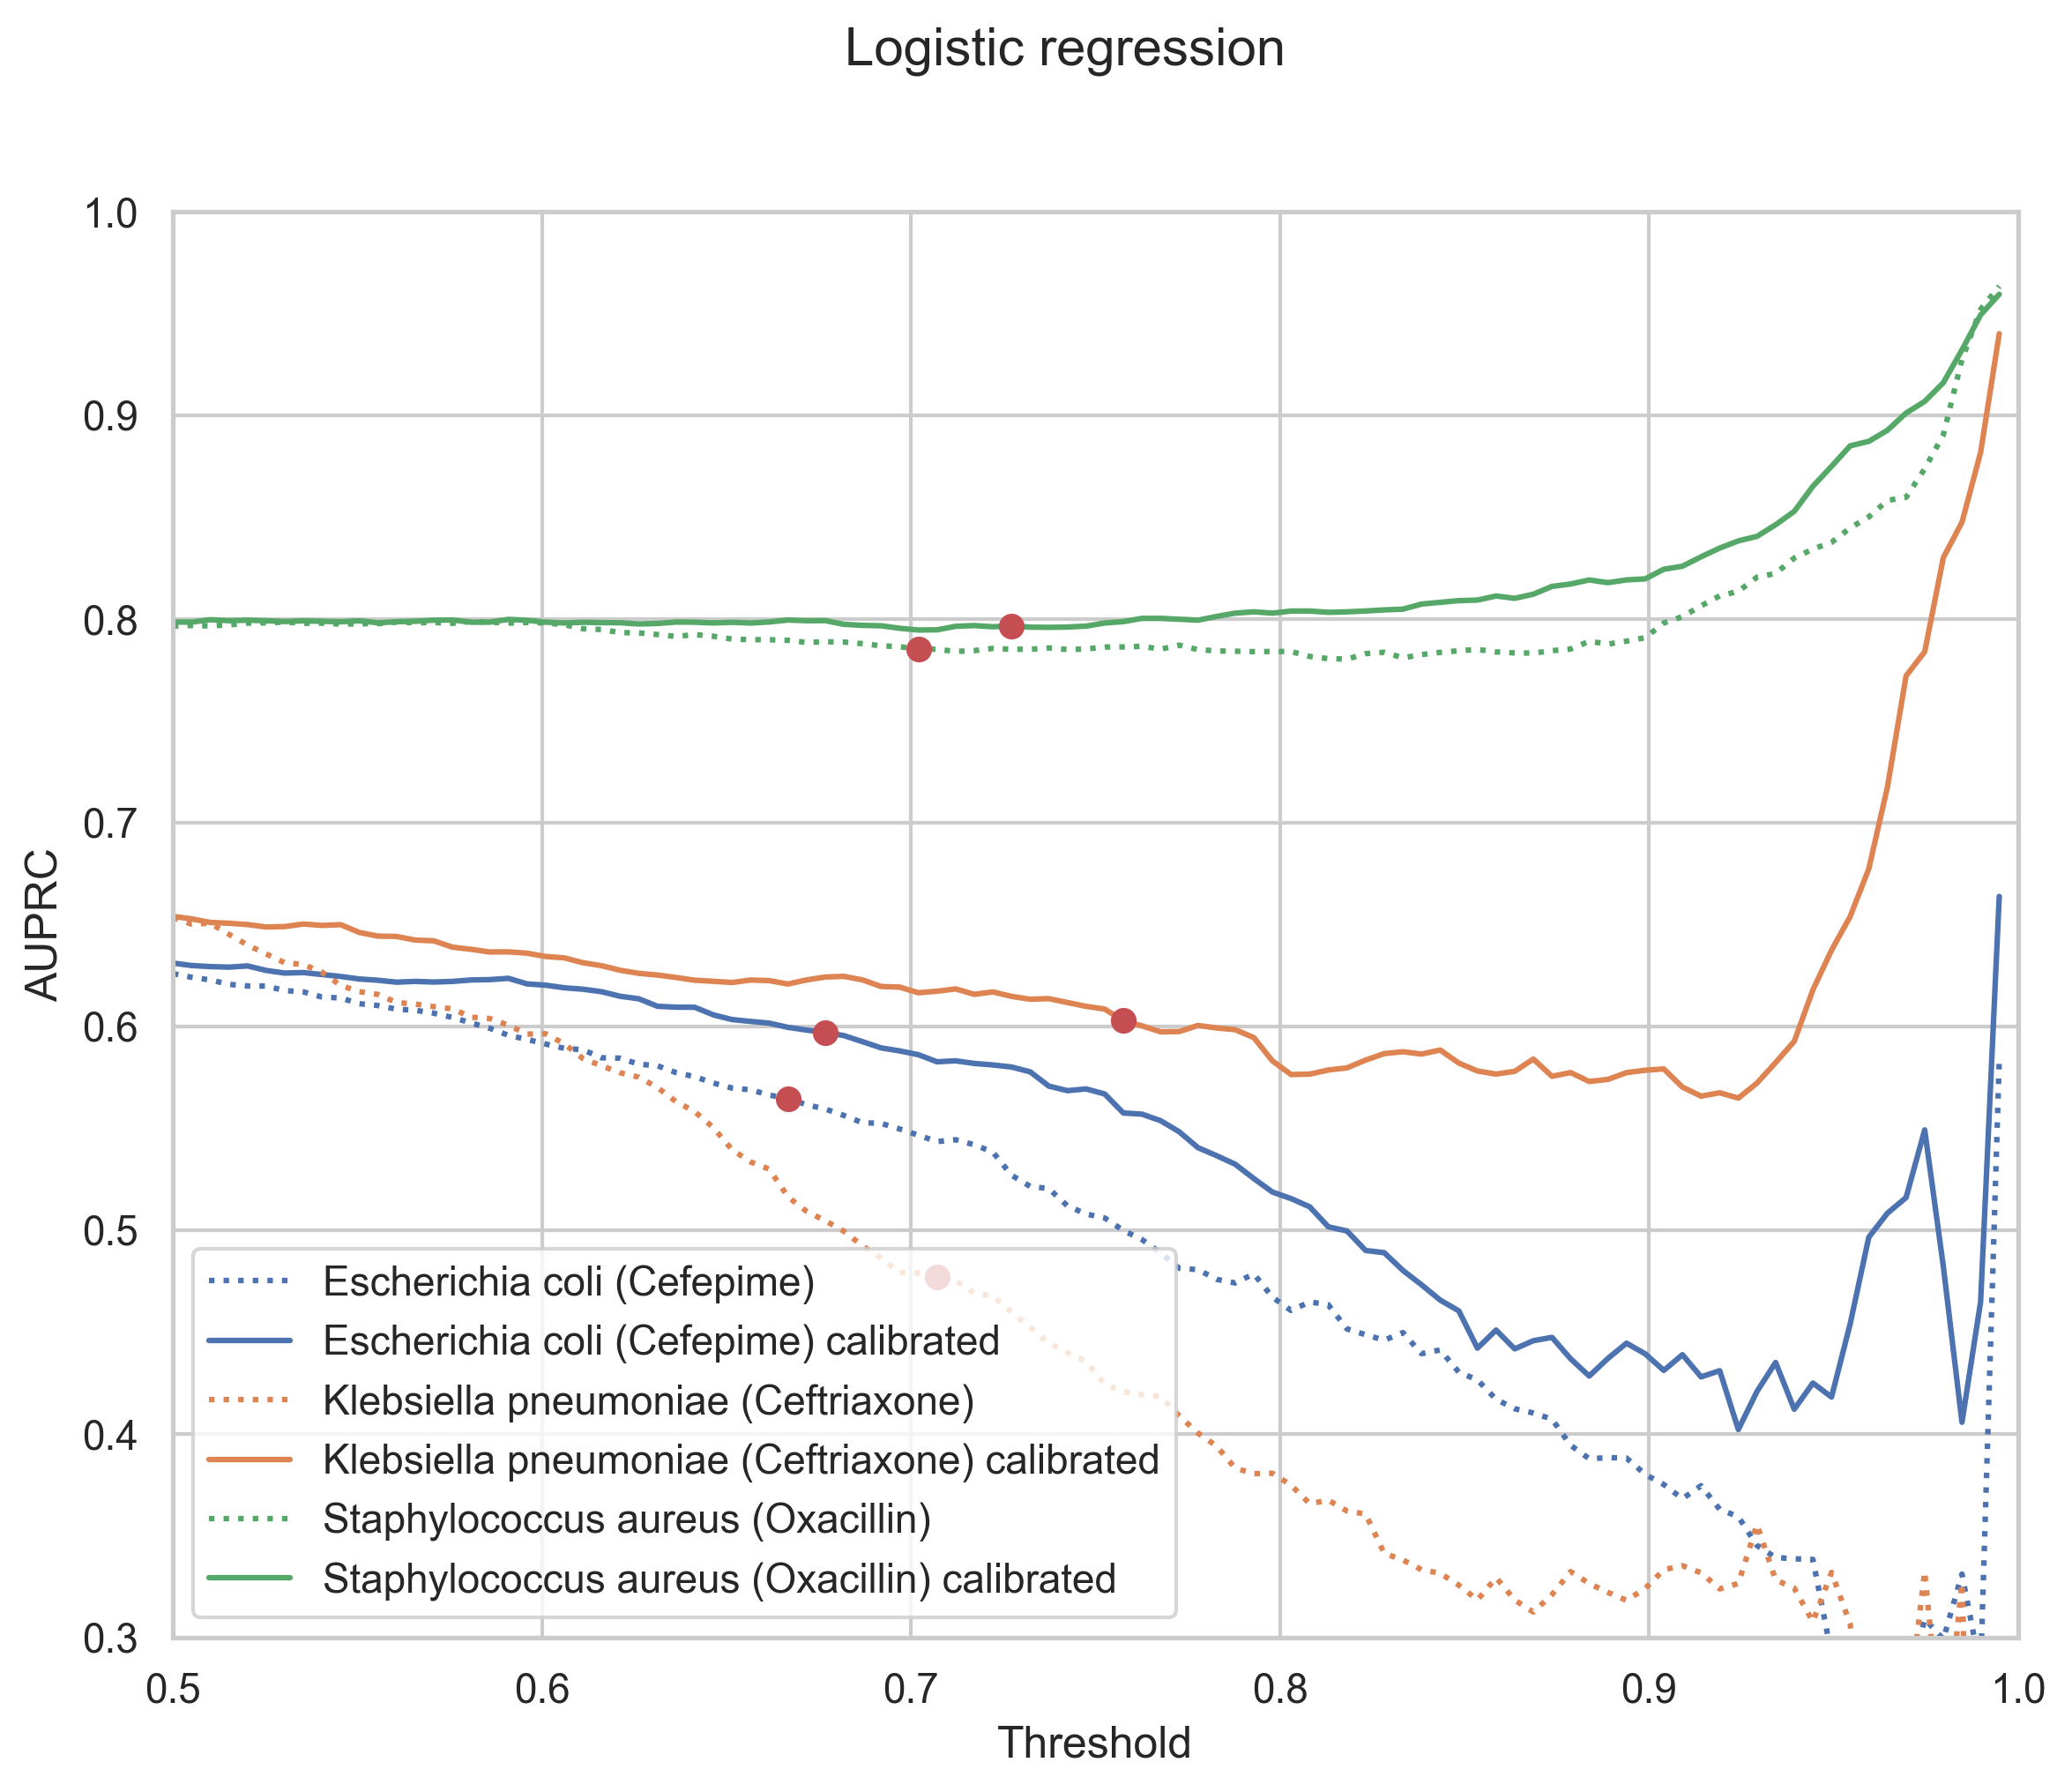 Logistic regression
1.0
0.9
0.8
0.7
0.6
0.5
0.4
0.3
AUPRC
Escherichia coli (Cefepime)
Escherichia coli (Cefepime) calibrated
Klebsiella pneumoniae (Ceftriaxone)
Klebsiella pneumoniae (Ceftriaxone) calibrated
Staphylococcus aureus (Oxacillin)
Staphylococcus aureus (Oxacillin) calibrated
0.5 0.6 0.7 0.8 0.9 1.0
Threshold